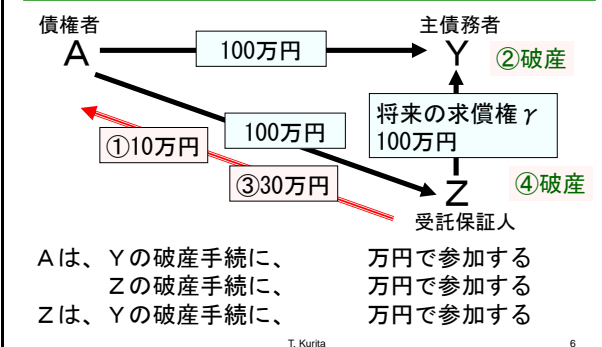 債権者
主債務者
A
100万円
Y
②破産
将来の求償権γ
100万円
100万円
①10万円
③30万円
Z
④破産
受託保証人
Aは、Yの破産手続に、　　　万円で参加する
Zの破産手続に、　　　万円で参加する
Zは、Yの破産手続に、　　　万円で参加する
T. Kurita
6